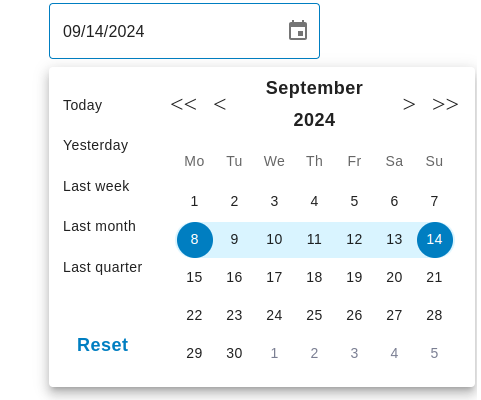 09/14/2024
Today
Yesterday
Last week
Last month
Last quarter
Reset
<< < September 2024 > >>
Mo Tu We Th Fr Sa Su
1 2 3 4 5 6 7
8 9 10 11 12 13 14
15 16 17 18 19 20 21
22 23 24 25 26 27 28
29 30 1 2 3 4 5